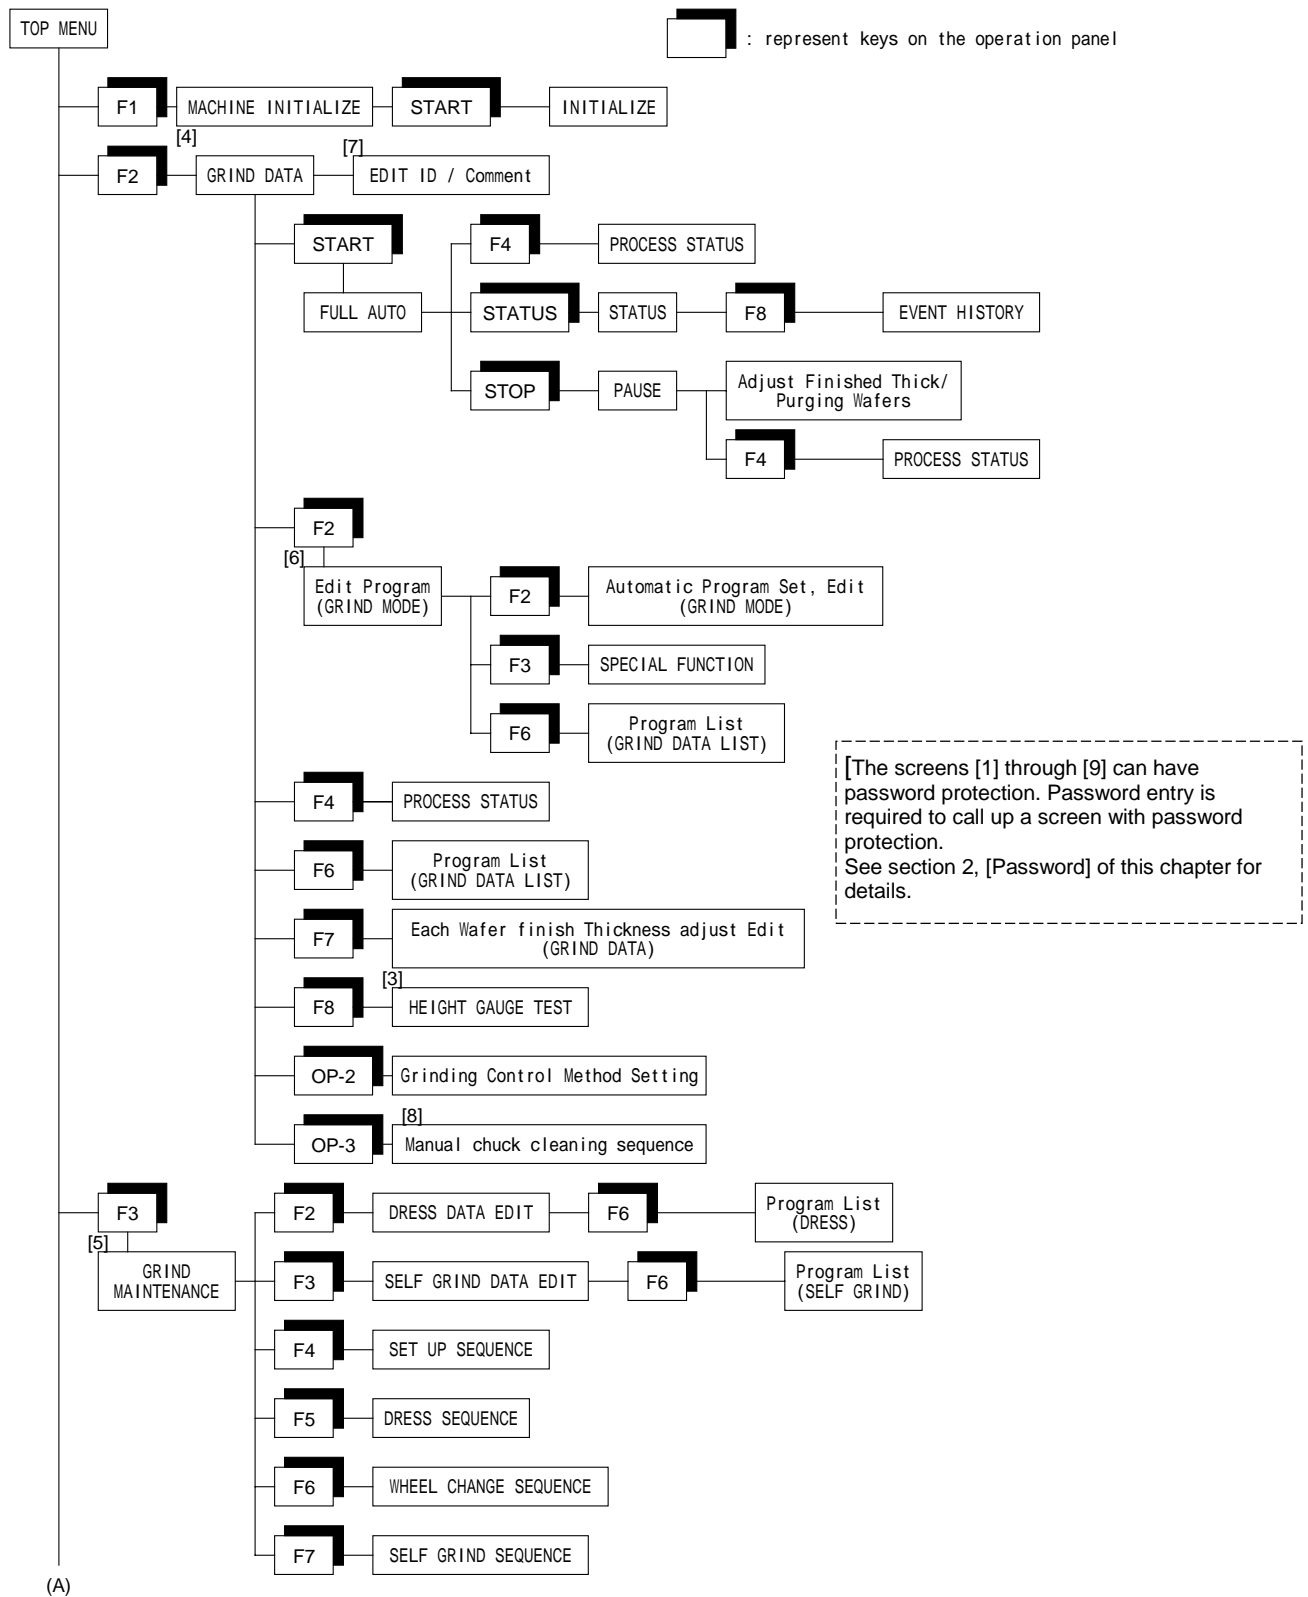 TOP MENU
: represent keys on the operation panel
F1
MACHINE INITIALIZE
START
INITIALIZE
[4]
F2
GRIND DATA
[7]
EDIT ID / Comment
START
F4
PROCESS STATUS
FULL AUTO
STATUS
STATUS
F8
EVENT HISTORY
STOP
PAUSE
Adjust Finished Thick/
Purging Wafers
F4
PROCESS STATUS
F2
[6]
Edit Program
(GRIND MODE)
F2
Automatic Program Set, Edit
(GRIND MODE)
F3
SPECIAL FUNCTION
F6
Program List
(GRIND DATA LIST)
[The screens [1] through [9] can have
password protection. Password entry is
required to call up a screen with password
protection.
See section 2, [Password] of this chapter for
details.
F4
PROCESS STATUS
F6
Program List
(GRIND DATA LIST)
F7
Each Wafer finish Thickness adjust Edit
(GRIND DATA)
[3]
F8
HEIGHT GAUGE TEST
OP-2
Grinding Control Method Setting
[8]
OP-3
Manual chuck cleaning sequence
F3
[5]
GRIND
MAINTENANCE
F2
DRESS DATA EDIT
F6
Program List
(DRESS)
F3
SELF GRIND DATA EDIT
F6
Program List
(SELF GRIND)
F4
SET UP SEQUENCE
F5
DRESS SEQUENCE
F6
WHEEL CHANGE SEQUENCE
F7
SELF GRIND SEQUENCE
(A)